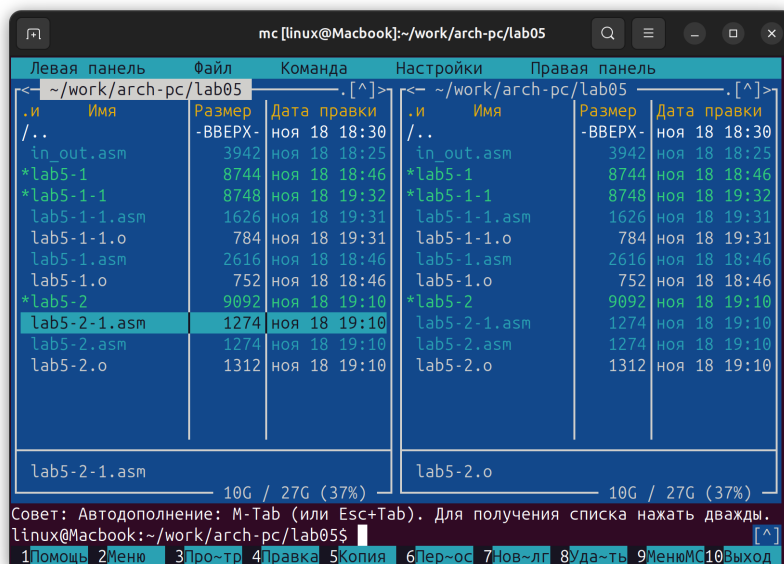 mc [linux@Macbook]:~/work/arch-pc/lab05
Левая панель Файл Команда Настройки Правая панель
<— ~/work/arch-pc/lab05 .[^]> <— ~/work/arch-pc/lab05 .[^]>
.и Имя Размер Дата правки .и Имя Размер Дата правки
/.. -ВВЕРХ- ноя 18 18:30 /.. -ВВЕРХ- ноя 18 18:30
in_out.asm 3942 ноя 18 18:25 in_out.asm 3942 ноя 18 18:25
*lab5-1 8744 ноя 18 18:46 *lab5-1 8744 ноя 18 18:46
*lab5-1-1 8748 ноя 18 19:32 *lab5-1-1 8748 ноя 18 19:32
lab5-1-1.asm 1626 ноя 18 19:31 lab5-1-1.asm 1626 ноя 18 19:31
lab5-1-1.o 784 ноя 18 19:31 lab5-1-1.o 784 ноя 18 19:31
lab5-1.asm 2616 ноя 18 18:46 lab5-1.asm 2616 ноя 18 18:46
lab5-1.o 752 ноя 18 18:46 lab5-1.o 752 ноя 18 18:46
*lab5-2 9092 ноя 18 19:10 *lab5-2 9092 ноя 18 19:10
lab5-2-1.asm 1274 ноя 18 19:10 lab5-2-1.asm 1274 ноя 18 19:10
lab5-2.asm 1274 ноя 18 19:10 lab5-2.asm 1274 ноя 18 19:10
lab5-2.o 1312 ноя 18 19:10 lab5-2.o 1312 ноя 18 19:10
lab5-2-1.asm lab5-2.o
10G / 27G (37%) 10G / 27G (37%)
Совет: Автодополнение: M-Tab (или Esc+Tab). Для получения списка нажать дважды.
linux@Macbook:~/work/arch-pc/lab05$ [^]
1Помощь 2Меню 3Про~тр 4Правка 5Копия 6Пер~ос 7Нов~лг 8Уда~ть 9МенюMC 10Выход